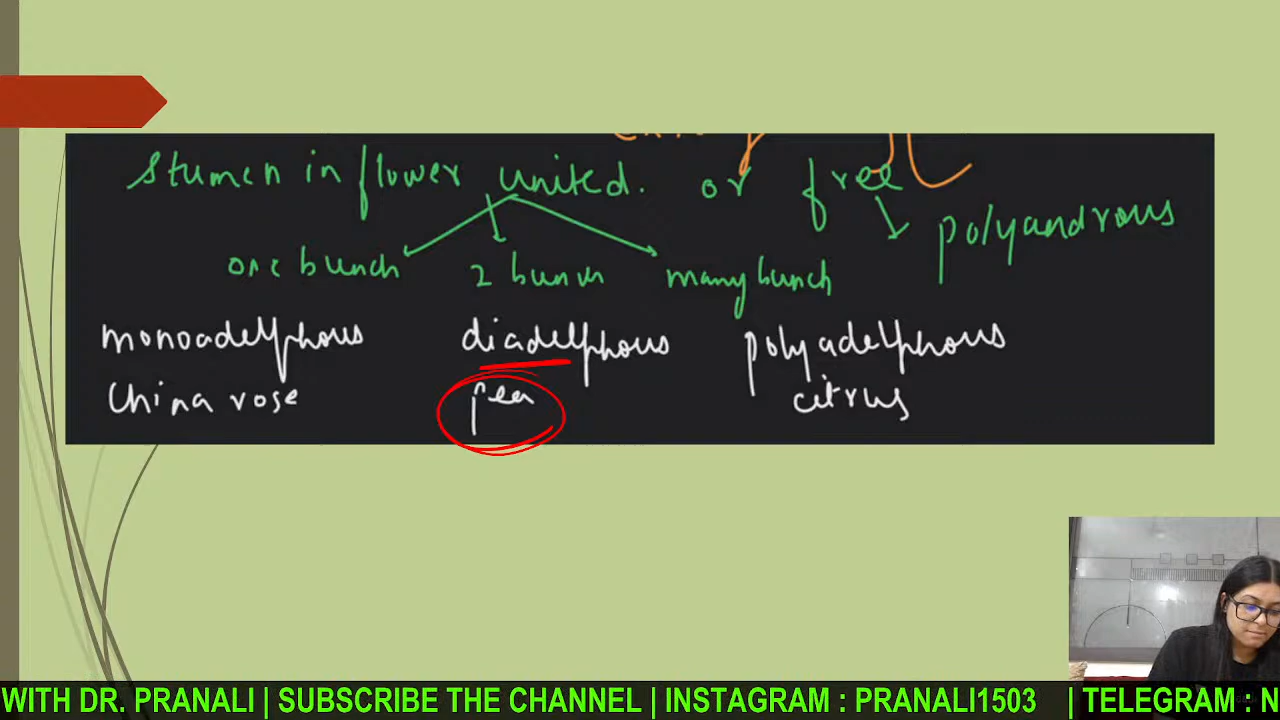 Stumen in flower united. or free
polyandrous
one bunch 2 bunch many bunch
monoadelphous diadelphous polyadelphous
China rose pea citrus
WITH DR. PRANALI | SUBSCRIBE THE CHANNEL | INSTAGRAM : PRANALI1503 | TELEGRAM : N